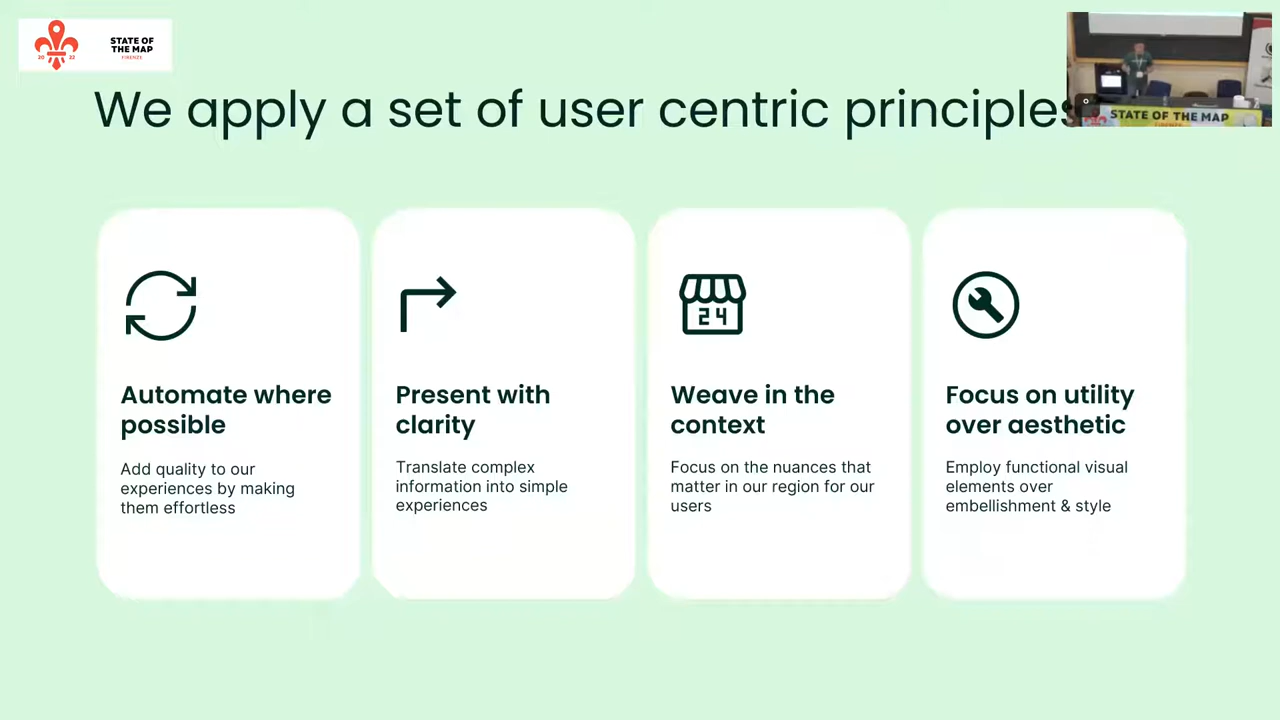 20 22
STATE OF
THE MAP
FIRENZE
We apply a set of user centric principles
STATE OF THE MAP
24
Automate where
possible
Add quality to our
experiences by making
them effortless
Present with
clarity
Translate complex
information into simple
experiences
Weave in the
context
Focus on the nuances that
matter in our region for our
users
Focus on utility
over aesthetic
Employ functional visual
elements over
embellishment & style